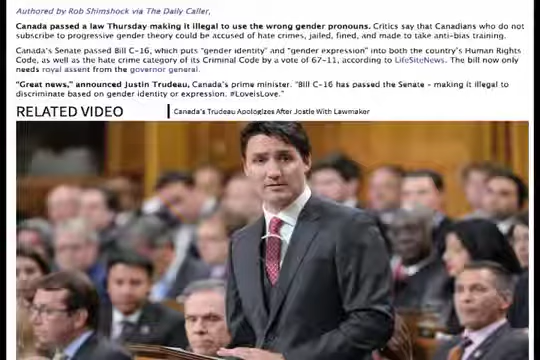 Authored by Rob Shimshock via The Daily Caller,
Canada passed a law Thursday making it illegal to use the wrong gender pronouns. Critics say that Canadians who do not
subscribe to progressive gender theory could be accused of hate crimes, jailed, fined, and made to take anti-bias training.
Canada's Senate passed Bill C-16, which puts "gender identity" and "gender expression" into both the country's Human Rights
Code, as well as the hate crime category of its Criminal Code by a vote of 67-11, according to LifeSiteNews. The bill now only
needs royal assent from the governor general.
"Great news," announced Justin Trudeau, Canada's prime minister. "Bill C-16 has passed the Senate – making it illegal to
discriminate based on gender identity or expression. #LoveisLove."
RELATED VIDEO | Canada's Trudeau Apologizes After Jostle With Lawmaker